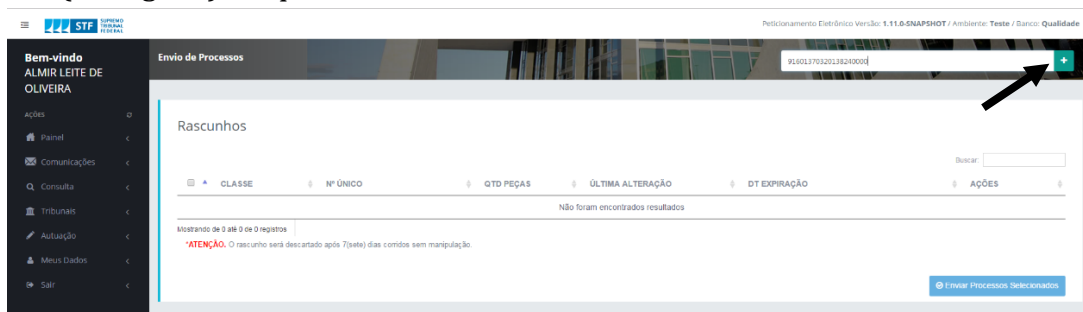 STF SUPREMO TRIBUNAL FEDERAL
Peticionamento Eletrônico Versão: 1.11.0-SNAPSHOT / Ambiente: Teste / Banco: Qualidade
Bem-vindo
ALMIR LEITE DE
OLIVEIRA
Envio de Processos
91601370320138240000
+
Ações
Painel
Comunicações
Consulta
Tribunais
Autuação
Meus Dados
Sair
Rascunhos
Buscar:
CLASSE Nº ÚNICO QTD PEÇAS ÚLTIMA ALTERAÇÃO DT EXPIRAÇÃO AÇÕES
Não foram encontrados resultados
Mostrando de 0 até 0 de 0 registros
*ATENÇÃO. O rascunho será descartado após 7(sete) dias corridos sem manipulação.
Enviar Processos Selecionados